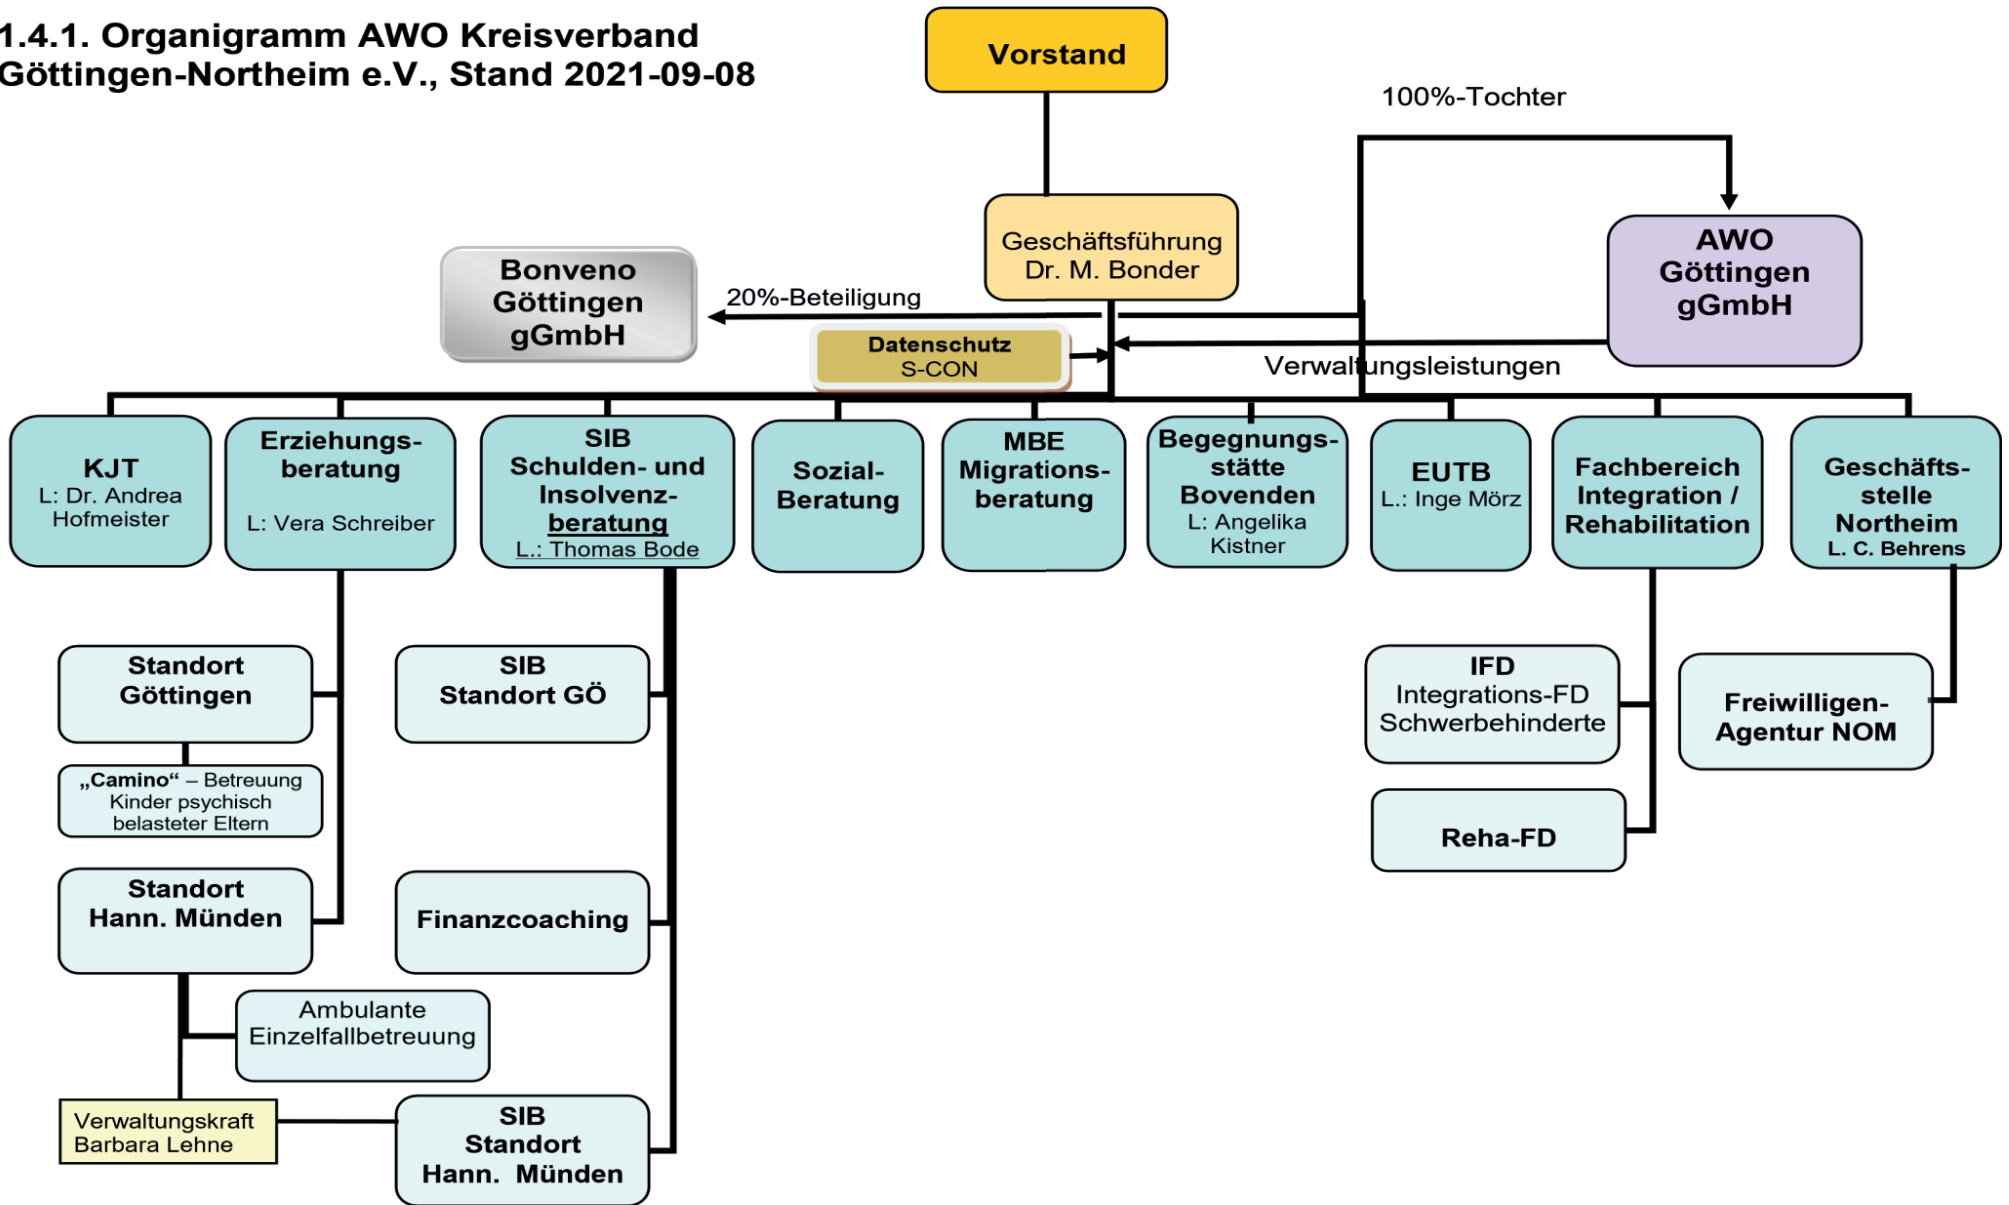 1.4.1. Organigramm AWO Kreisverband
Göttingen-Northeim e.V., Stand 2021-09-08
Vorstand
100%-Tochter
Geschäftsführung
Dr. M. Bonder
AWO
Göttingen
gGmbH
Bonveno
Göttingen
gGmbH
20%-Beteiligung
Datenschutz
S-CON
Verwaltungsleistungen
KJT
L: Dr. Andrea
Hofmeister
Erziehungs-
beratung
L: Vera Schreiber
SIB
Schulden- und
Insolvenz-
beratung
L.: Thomas Bode
Sozial-
Beratung
MBE
Migrations-
beratung
Begegnungs-
stätte
Bovenden
L: Angelika
Kistner
EUTB
L.: Inge Mörz
Fachbereich
Integration /
Rehabilitation
Geschäfts-
stelle
Northeim
L. C. Behrens
Standort
Göttingen
SIB
Standort GÖ
IFD
Integrations-FD
Schwerbehinderte
Freiwilligen-
Agentur NOM
„Camino“ – Betreuung
Kinder psychisch
belasteter Eltern
Reha-FD
Standort
Hann. Münden
Finanzcoaching
Ambulante
Einzelfallbetreuung
Verwaltungskraft
Barbara Lehne
SIB
Standort
Hann. Münden